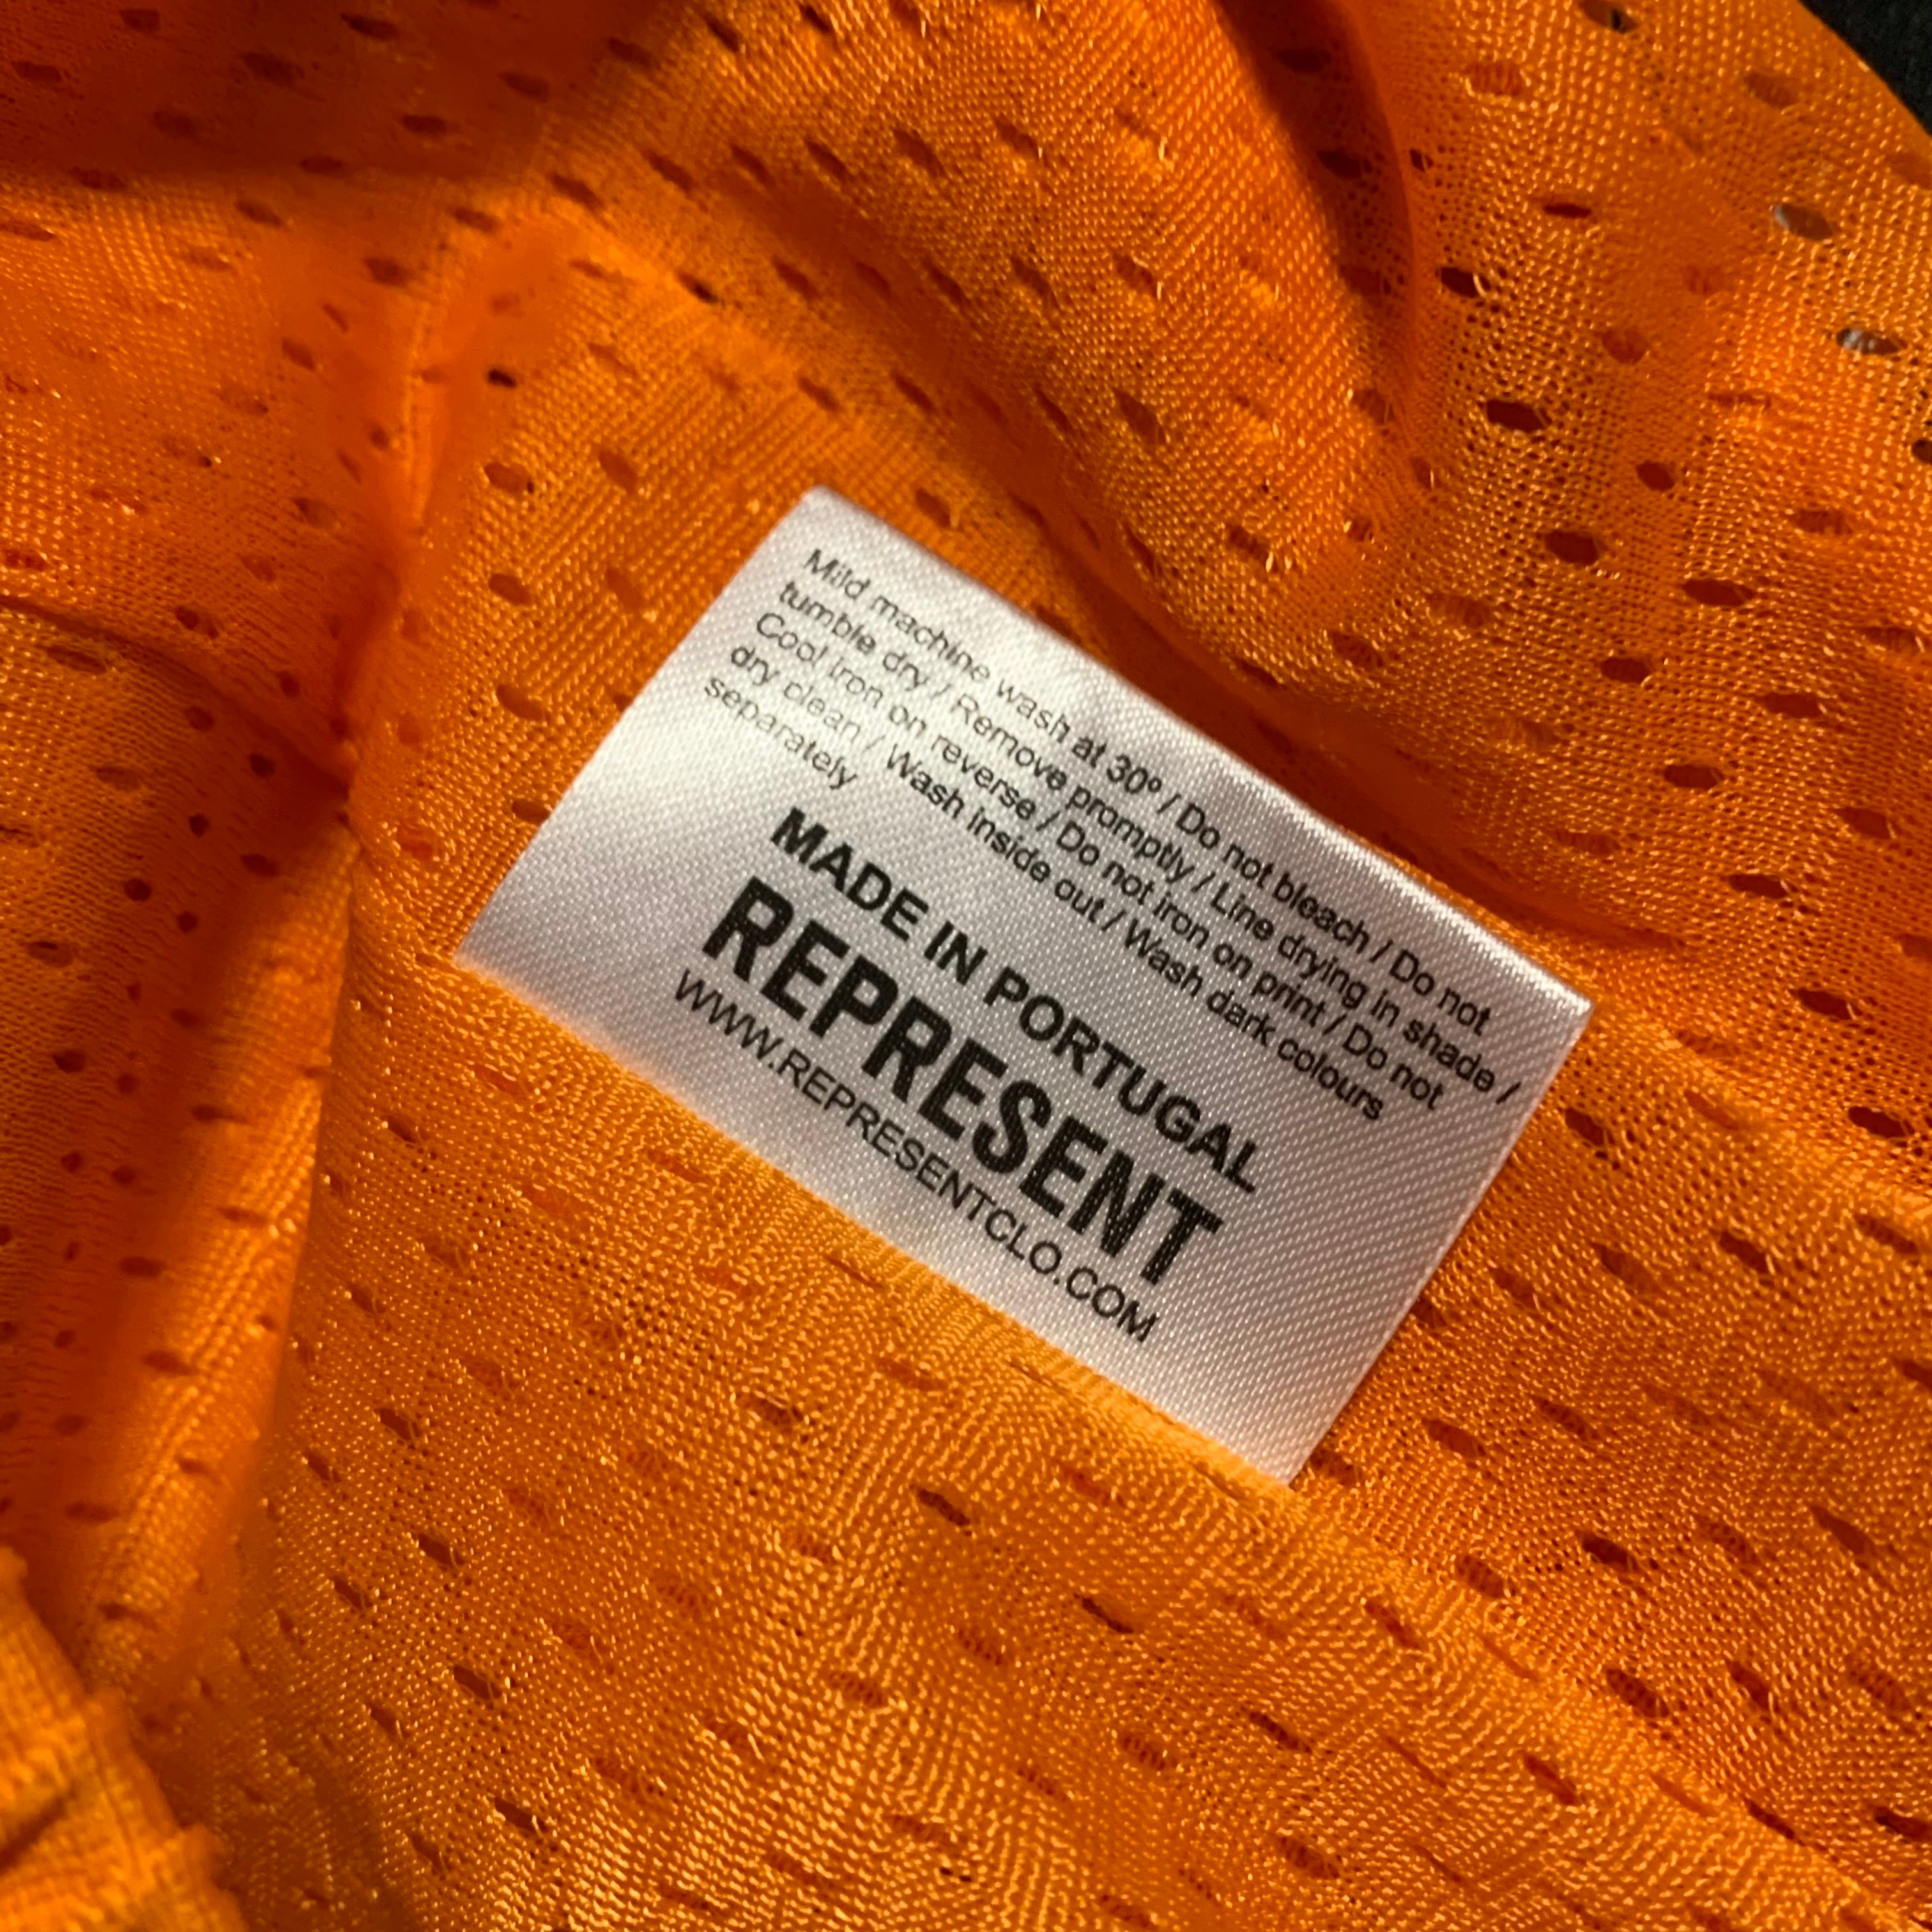 Mild machine wash at 30º / Do not bleach / Do not
tumble dry / Remove promptly / Line drying in shade /
Cool iron on reverse / Do not iron on print / Do not
dry clean / Wash inside out / Wash dark colours
separately
MADE IN PORTUGAL
REPRESENT
WWW.REPRESENTCLO.COM